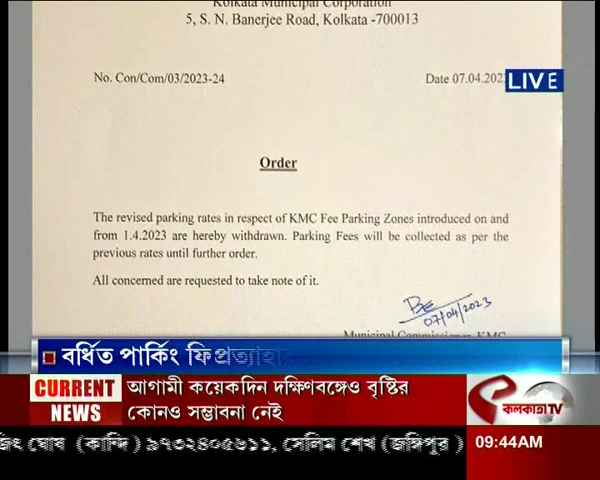 Kolkata Municipal Corporation
5, S. N. Banerjee Road, Kolkata -700013
No. Con/Com/03/2023-24
Date 07.04.202
LIVE
Order
The revised parking rates in respect of KMC Fee Parking Zones introduced on and
from 1.4.2023 are hereby withdrawn. Parking Fees will be collected as per the
previous rates until further order.
All concerned are requested to take note of it.
07/04/2023
Municipal Commissioner, KMC
বর্ধিত পার্কিং ফি প্রত্যাহার
CURRENT
NEWS
আগামী কয়েকদিন দক্ষিণবঙ্গেও বৃষ্টির
কোনও সম্ভাবনা নেই
কলকাতা TV
জিৎ ঘোষ (কান্দি) ৯৭৩২৪০৫৬১১, সেলিম শেখ (জঙ্গিপুর)
09:44AM